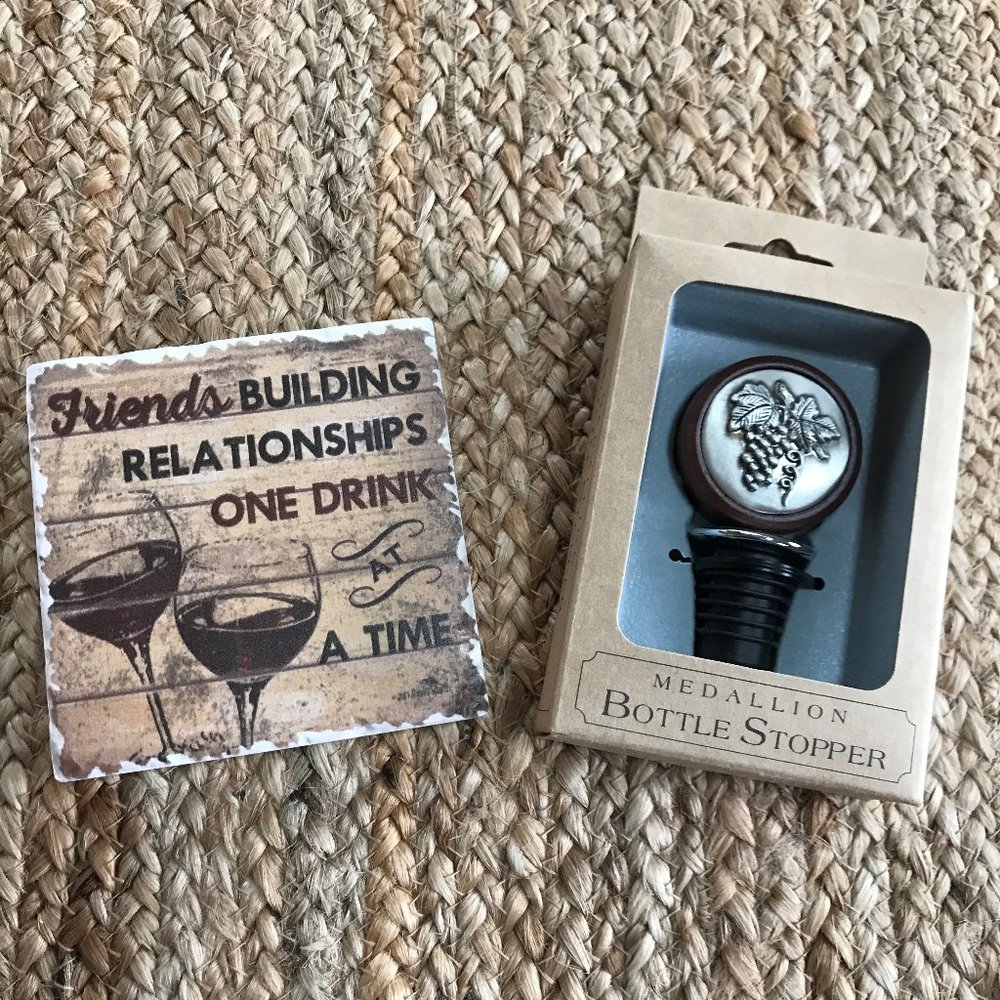 Friends BUILDING
RELATIONSHIPS
ONE DRINK
AT
A TIME
MEDALLION
BOTTLE STOPPER